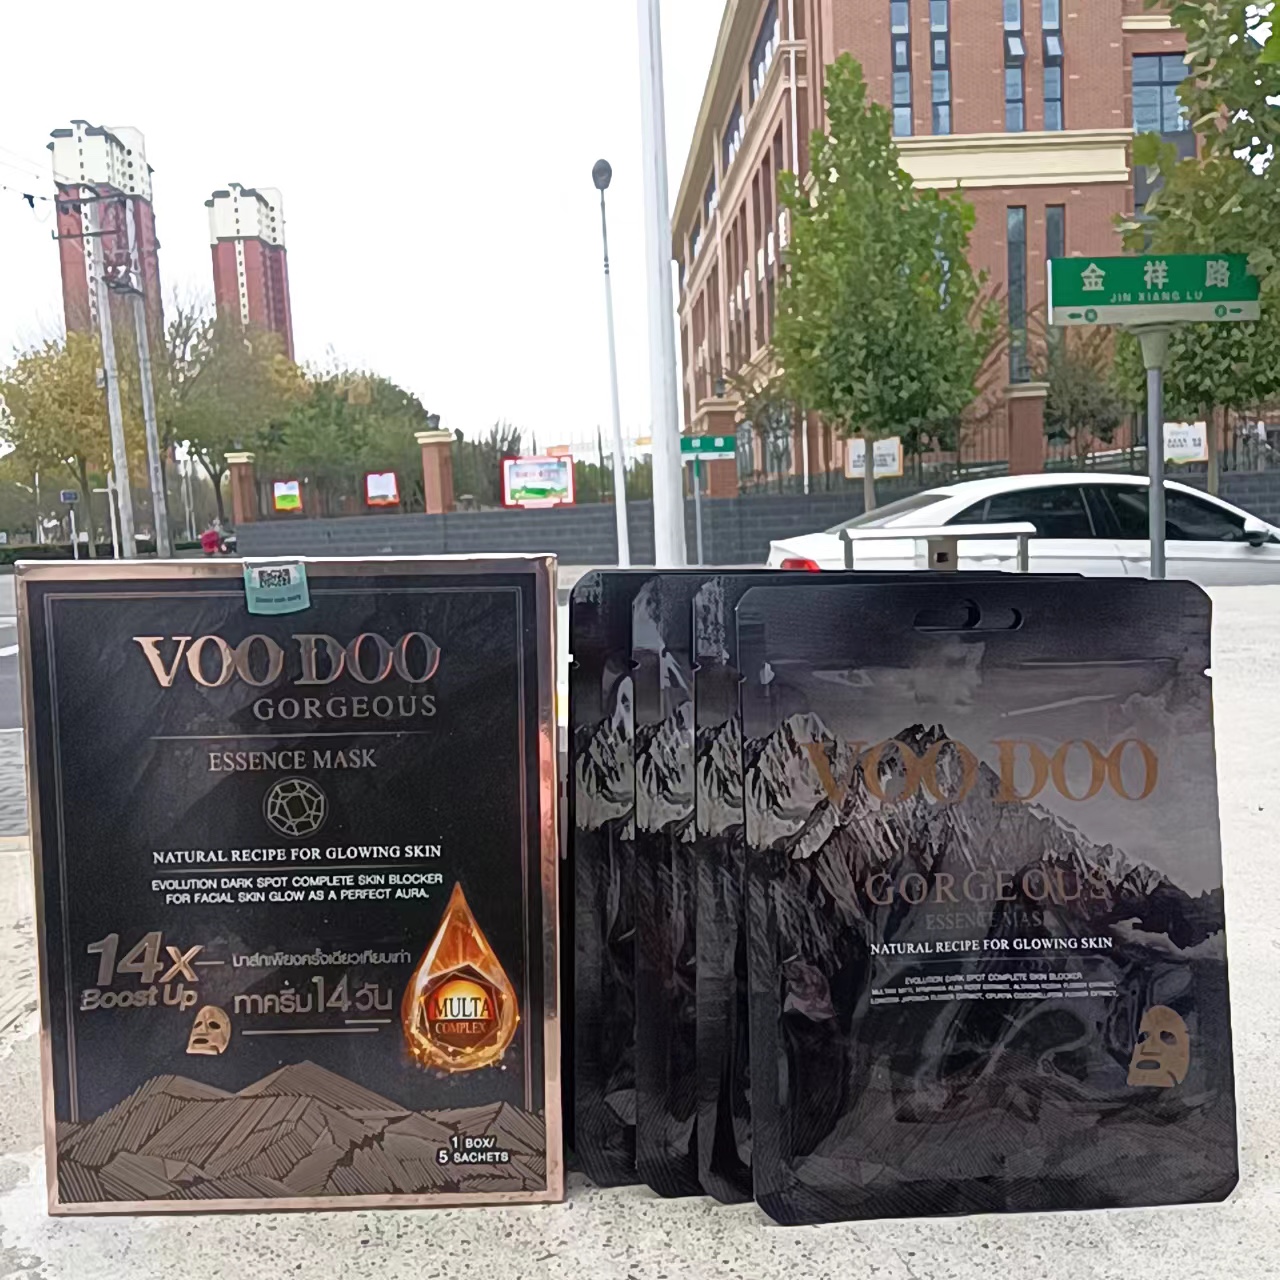 金祥路
JIN XIANG LU
VOODOO
GORGEOUS
ESSENCE MASK
NATURAL RECIPE FOR GLOWING SKIN
EVOLUTION DARK SPOT COMPLETE SKIN BLOCKER
FOR FACIAL SKIN GLOW AS A PERFECT AURA.
14x
Boost Up
มาส์กเพียงครั้งเดียวเทียบเท่า
ทาครีม14วัน
MULTA
COMPLEX
1 BOX/
5 SACHETS
VOODOO
GORGEOUS
ESSENCE MASK
NATURAL RECIPE FOR GLOWING SKIN
EVOLUTION DARK SPOT COMPLETE SKIN BLOCKER